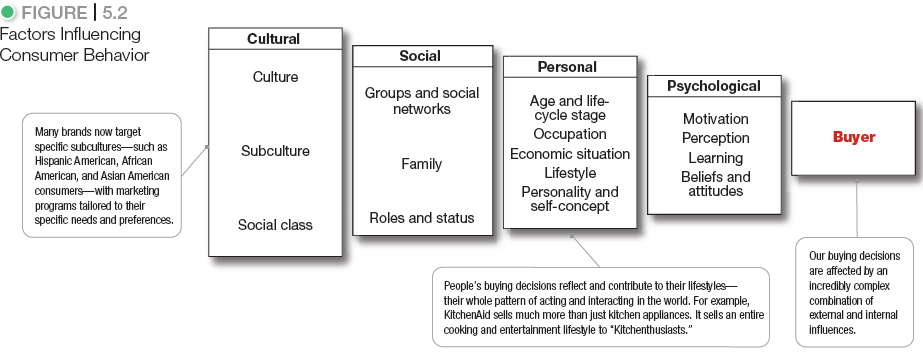 FIGURE | 5.2
Factors Influencing
Consumer Behavior
Many brands now target
specific subcultures—such as
Hispanic American, African
American, and Asian American
consumers—with marketing
programs tailored to their
specific needs and preferences.
Cultural
Culture
Subculture
Social class
Social
Groups and social
networks
Family
Roles and status
Personal
Age and life-
cycle stage
Occupation
Economic situation
Lifestyle
Personality and
self-concept
Psychological
Motivation
Perception
Learning
Beliefs and
attitudes
Buyer
People's buying decisions reflect and contribute to their lifestyles—
their whole pattern of acting and interacting in the world. For example,
KitchenAid sells much more than just kitchen appliances. It sells an entire
cooking and entertainment lifestyle to “Kitchenthusiasts.”
Our buying decisions
are affected by an
incredibly complex
combination of
external and internal
influences.